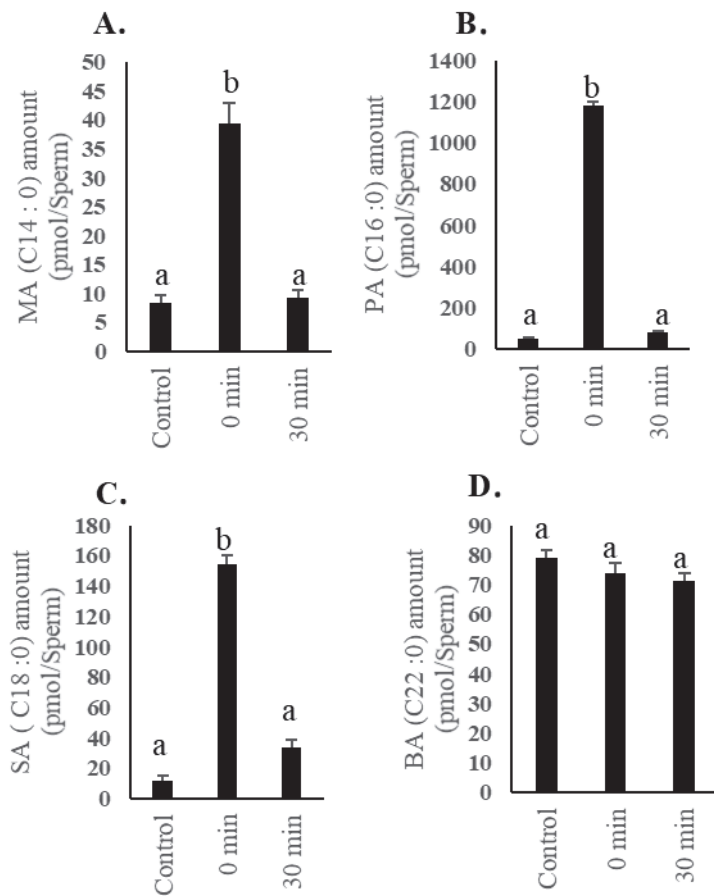 A.
MA (C14 : 0) amount
(pmol/Sperm)
50
45
40
35
30
25
20
15
10
5
0
a
b
a
Control
0 min
30 min
B.
PA (C16 :0) amount
(pmol/Sperm)
1400
1200
1000
800
600
400
200
0
a
b
a
Control
0 min
30 min
C.
SA ( C18 :0) amount
(pmol/Sperm)
180
160
140
120
100
80
60
40
20
0
a
b
a
Control
0 min
30 min
D.
BA (C22 :0) amount
(pmol/Sperm)
90
80
70
60
50
40
30
20
10
0
a
a
a
Control
0 min
30 min